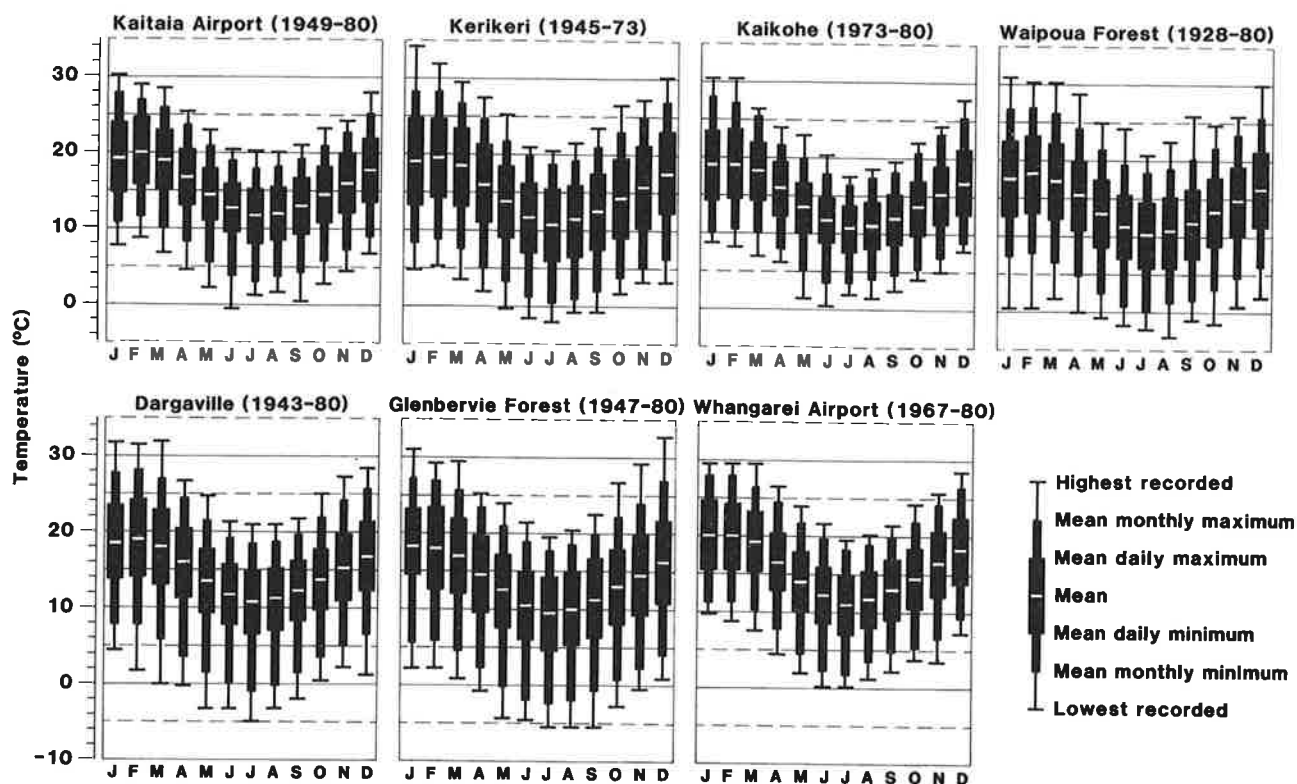 Kaitaia Airport (1949-80)
Kerikeri (1945-73)
Kaikohe (1973-80)
Waipoua Forest (1928-80)
30
20
10
0
J F M A M J J A S O N D
J F M A M J J A S O N D
J F M A M J J A S O N D
J F M A M J J A S O N D
Temperature (°C)
Dargaville (1943-80)
Glenbervie Forest (1947-80)
Whangarei Airport (1967-80)
30
20
10
0
-10
J F M A M J J A S O N D
J F M A M J J A S O N D
J F M A M J J A S O N D
Highest recorded
Mean monthly maximum
Mean daily maximum
Mean
Mean daily minimum
Mean monthly minimum
Lowest recorded